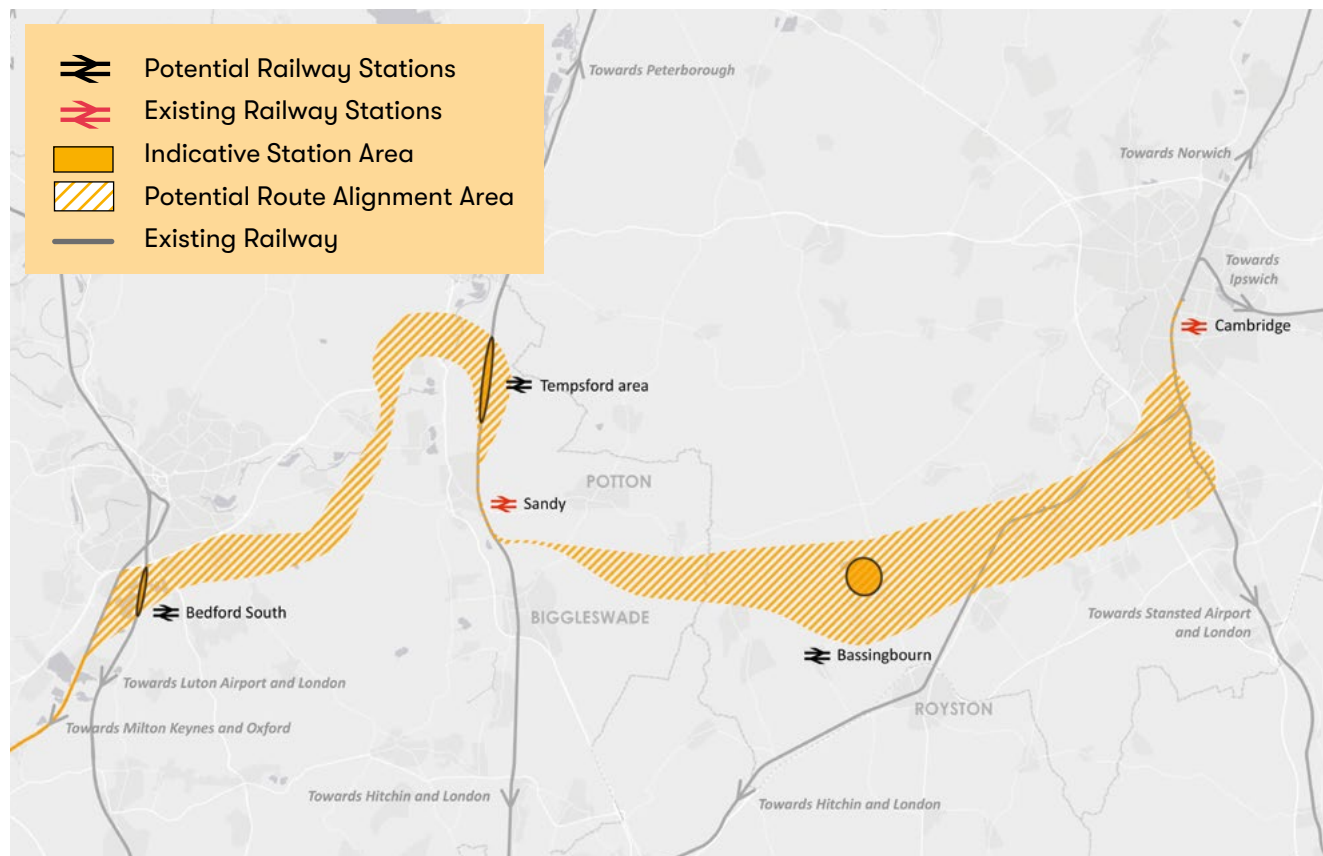 Potential Railway Stations
Existing Railway Stations
Indicative Station Area
Potential Route Alignment Area
Existing Railway
Towards Peterborough
Towards Norwich
Towards
Ipswich
Cambridge
Tempsford area
POTTON
Sandy
Bedford South
BIGGLESWADE
Towards Stansted Airport
and London
Bassingbourn
Towards Luton Airport and London
ROYSTON
Towards Milton Keynes and Oxford
Towards Hitchin and London
Towards Hitchin and London